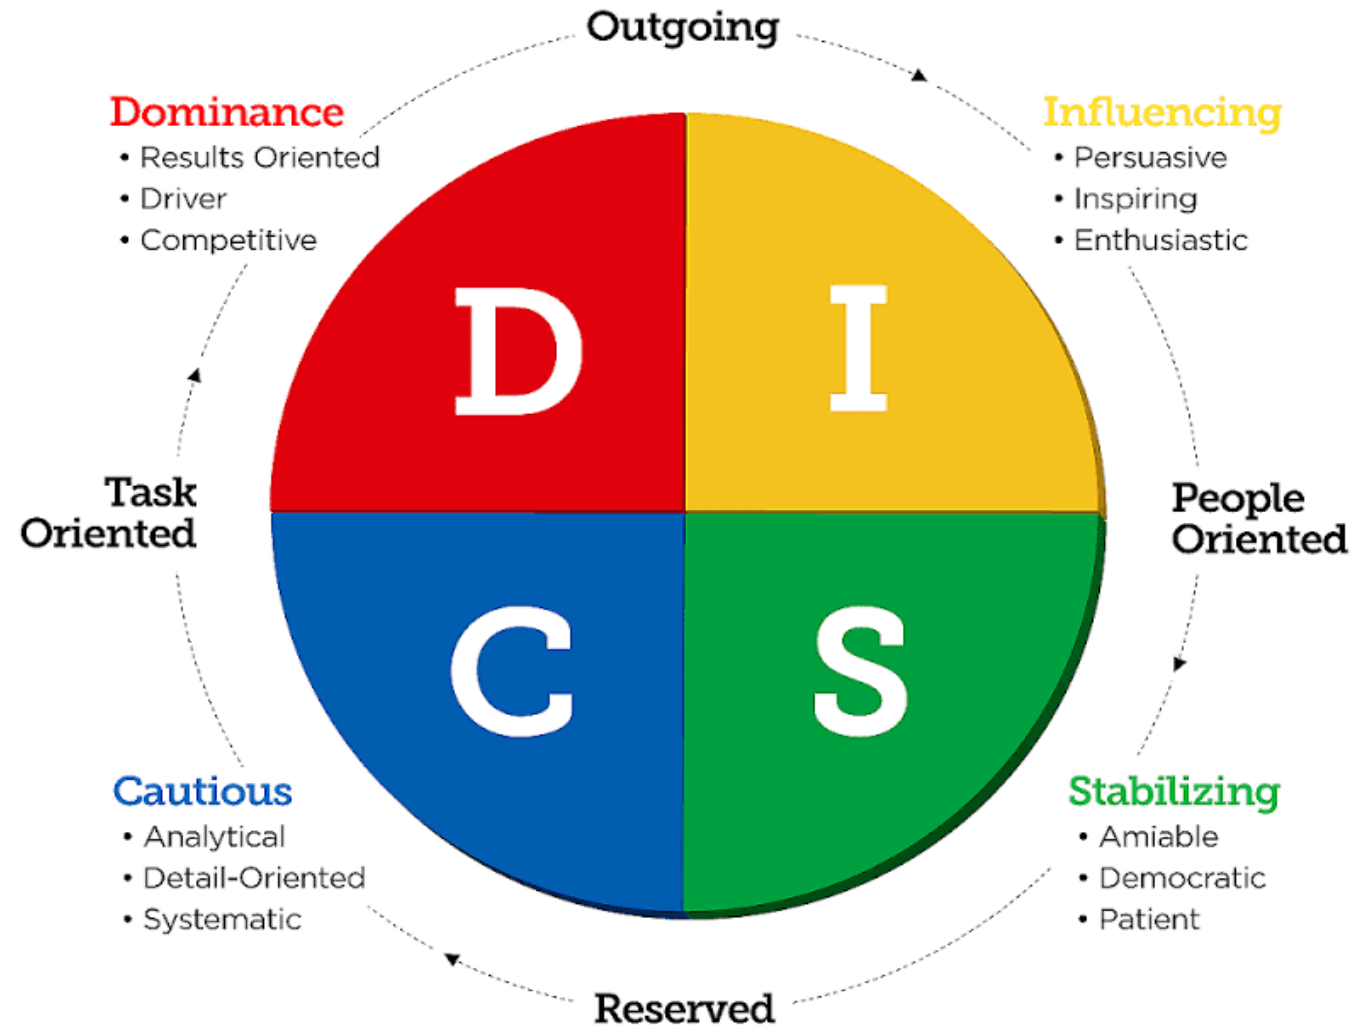 Outgoing
Dominance
• Results Oriented
• Driver
• Competitive
Influencing
• Persuasive
• Inspiring
• Enthusiastic
D
I
Task
Oriented
People
Oriented
C
S
Cautious
• Analytical
• Detail-Oriented
• Systematic
Stabilizing
• Amiable
• Democratic
• Patient
Reserved